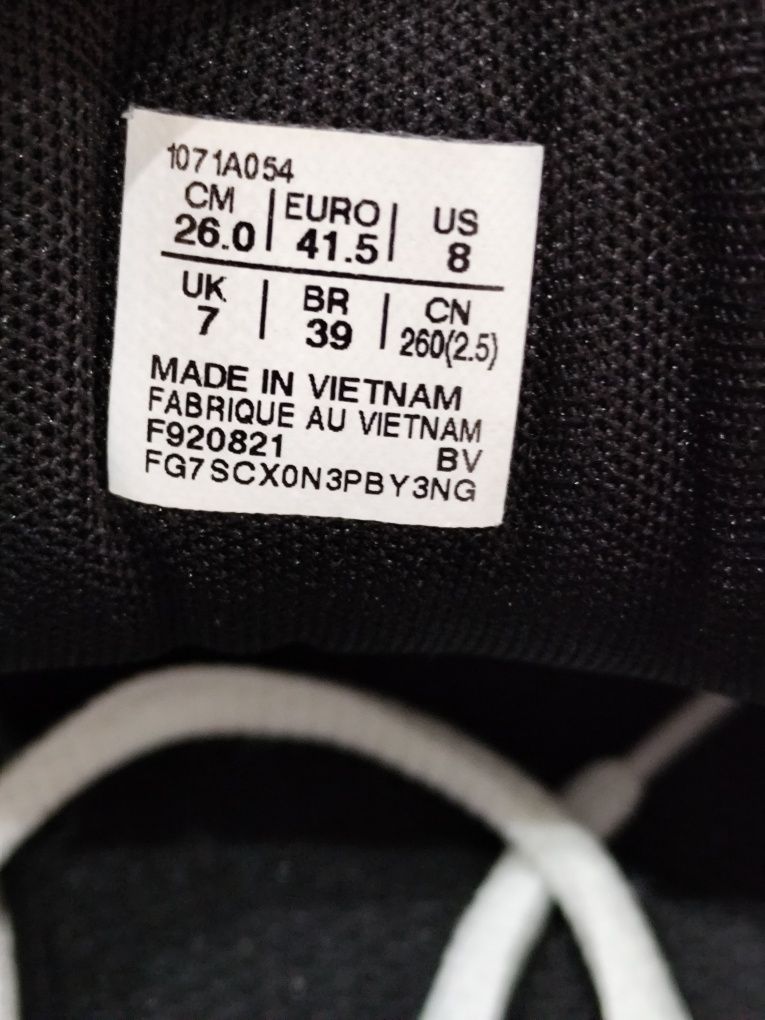 1071A054
CM | EURO | US
26.0 | 41.5 | 8
UK | BR | CN
7 | 39 | 260(2.5)
MADE IN VIETNAM
FABRIQUE AU VIETNAM
F920821 BV
FG7SCX0N3PBY3NG